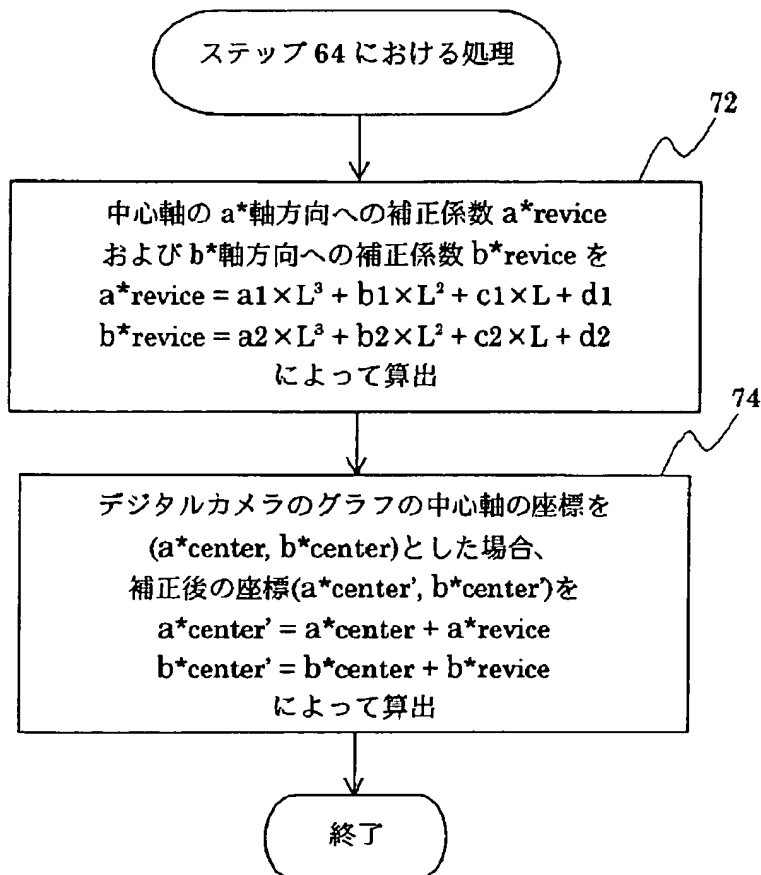 ステップ 64 における処理
72
中心軸の a*軸方向への補正係数 a*revice
および b*軸方向への補正係数 b*revice を
a*revice = a1×L³ + b1×L² + c1×L + d1
b*revice = a2×L³ + b2×L² + c2×L + d2
によって算出
74
デジタルカメラのグラフの中心軸の座標を
(a*center, b*center)とした場合、
補正後の座標(a*center', b*center')を
a*center' = a*center + a*revice
b*center' = b*center + b*revice
によって算出
終了